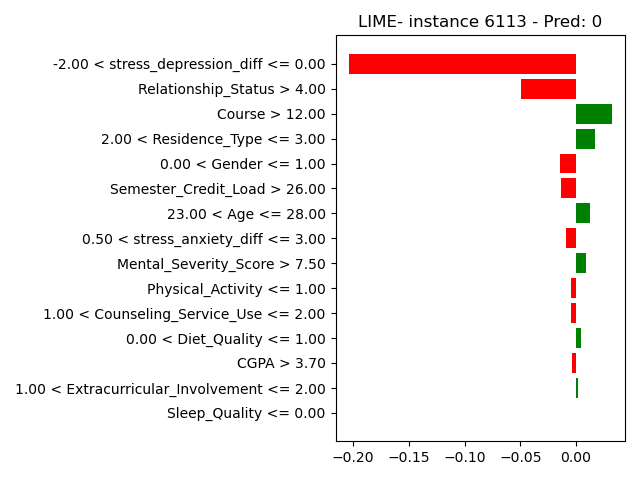 LIME- instance 6113 - Pred: 0
-2.00 < stress_depression_diff <= 0.00
Relationship_Status > 4.00
Course > 12.00
2.00 < Residence_Type <= 3.00
0.00 < Gender <= 1.00
Semester_Credit_Load > 26.00
23.00 < Age <= 28.00
0.50 < stress_anxiety_diff <= 3.00
Mental_Severity_Score > 7.50
Physical_Activity <= 1.00
1.00 < Counseling_Service_Use <= 2.00
0.00 < Diet_Quality <= 1.00
CGPA > 3.70
1.00 < Extracurricular_Involvement <= 2.00
Sleep_Quality <= 0.00
−0.20 −0.15 −0.10 −0.05 0.00